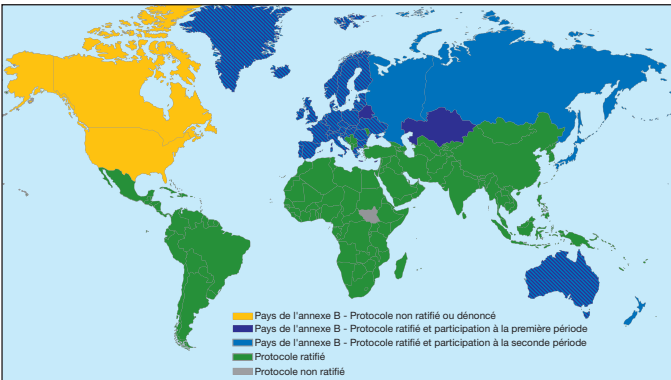 Pays de l'annexe B - Protocole non ratifié ou dénoncé
Pays de l'annexe B - Protocole ratifié et participation à la première période
Pays de l'annexe B - Protocole ratifié et participation à la seconde période
Protocole ratifié
Protocole non ratifié